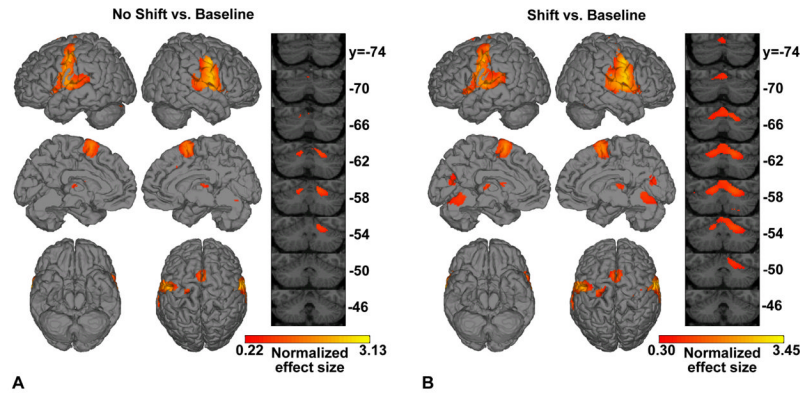 No Shift vs. Baseline
y=-74
-70
-66
-62
-58
-54
-50
-46
0.22
3.13
Normalized
effect size
A
Shift vs. Baseline
y=-74
-70
-66
-62
-58
-54
-50
-46
0.30
3.45
Normalized
effect size
B